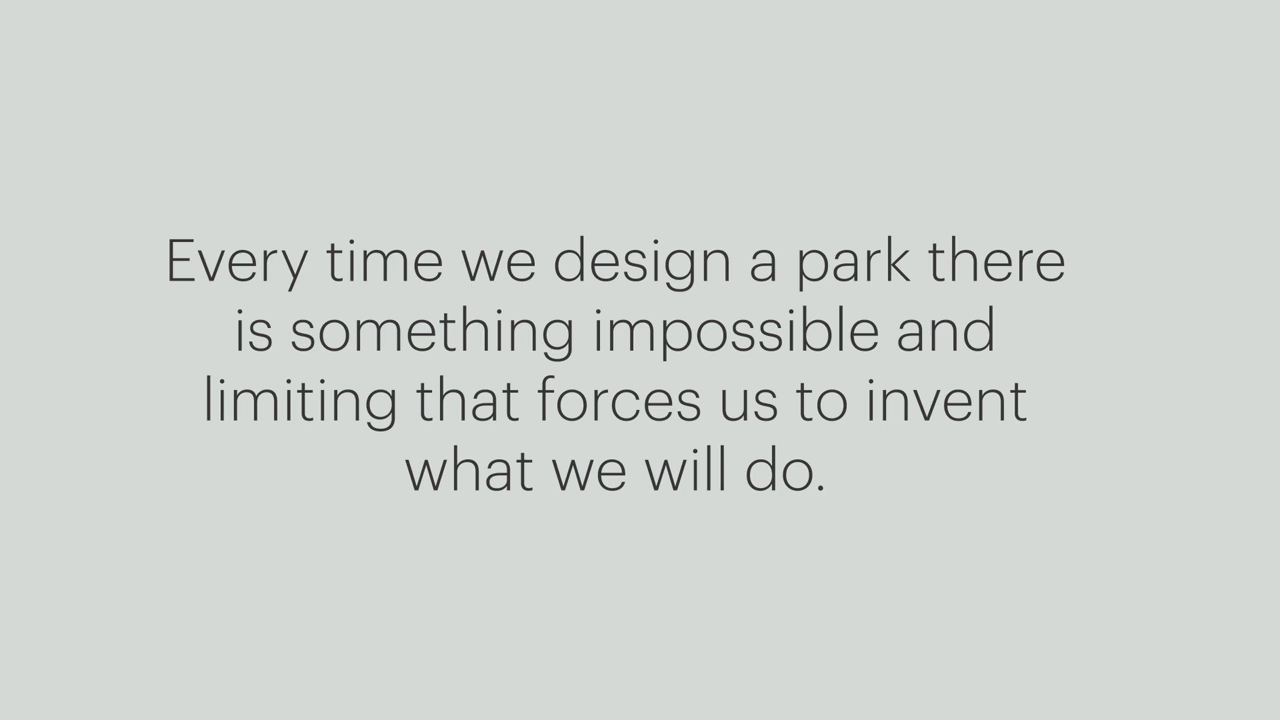 Every time we design a park there
is something impossible and
limiting that forces us to invent
what we will do.